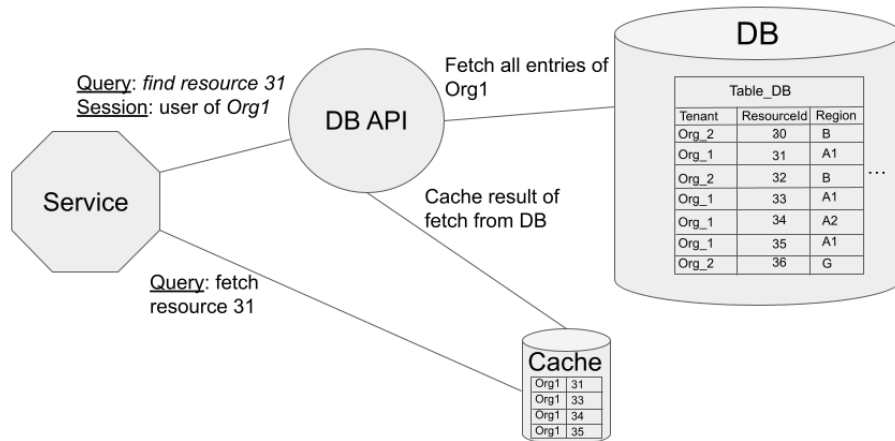 Query: find resource 31
Session: user of Org1
Service
DB API
Fetch all entries of
Org1
DB
Table_DB
Tenant ResourceId Region
Org_2 30 B
Org_1 31 A1
Org_2 32 B
Org_1 33 A1
Org_1 34 A2
Org_1 35 A1
Org_2 36 G
...
Cache result of
fetch from DB
Query: fetch
resource 31
Cache
Org1 31
Org1 33
Org1 34
Org1 35